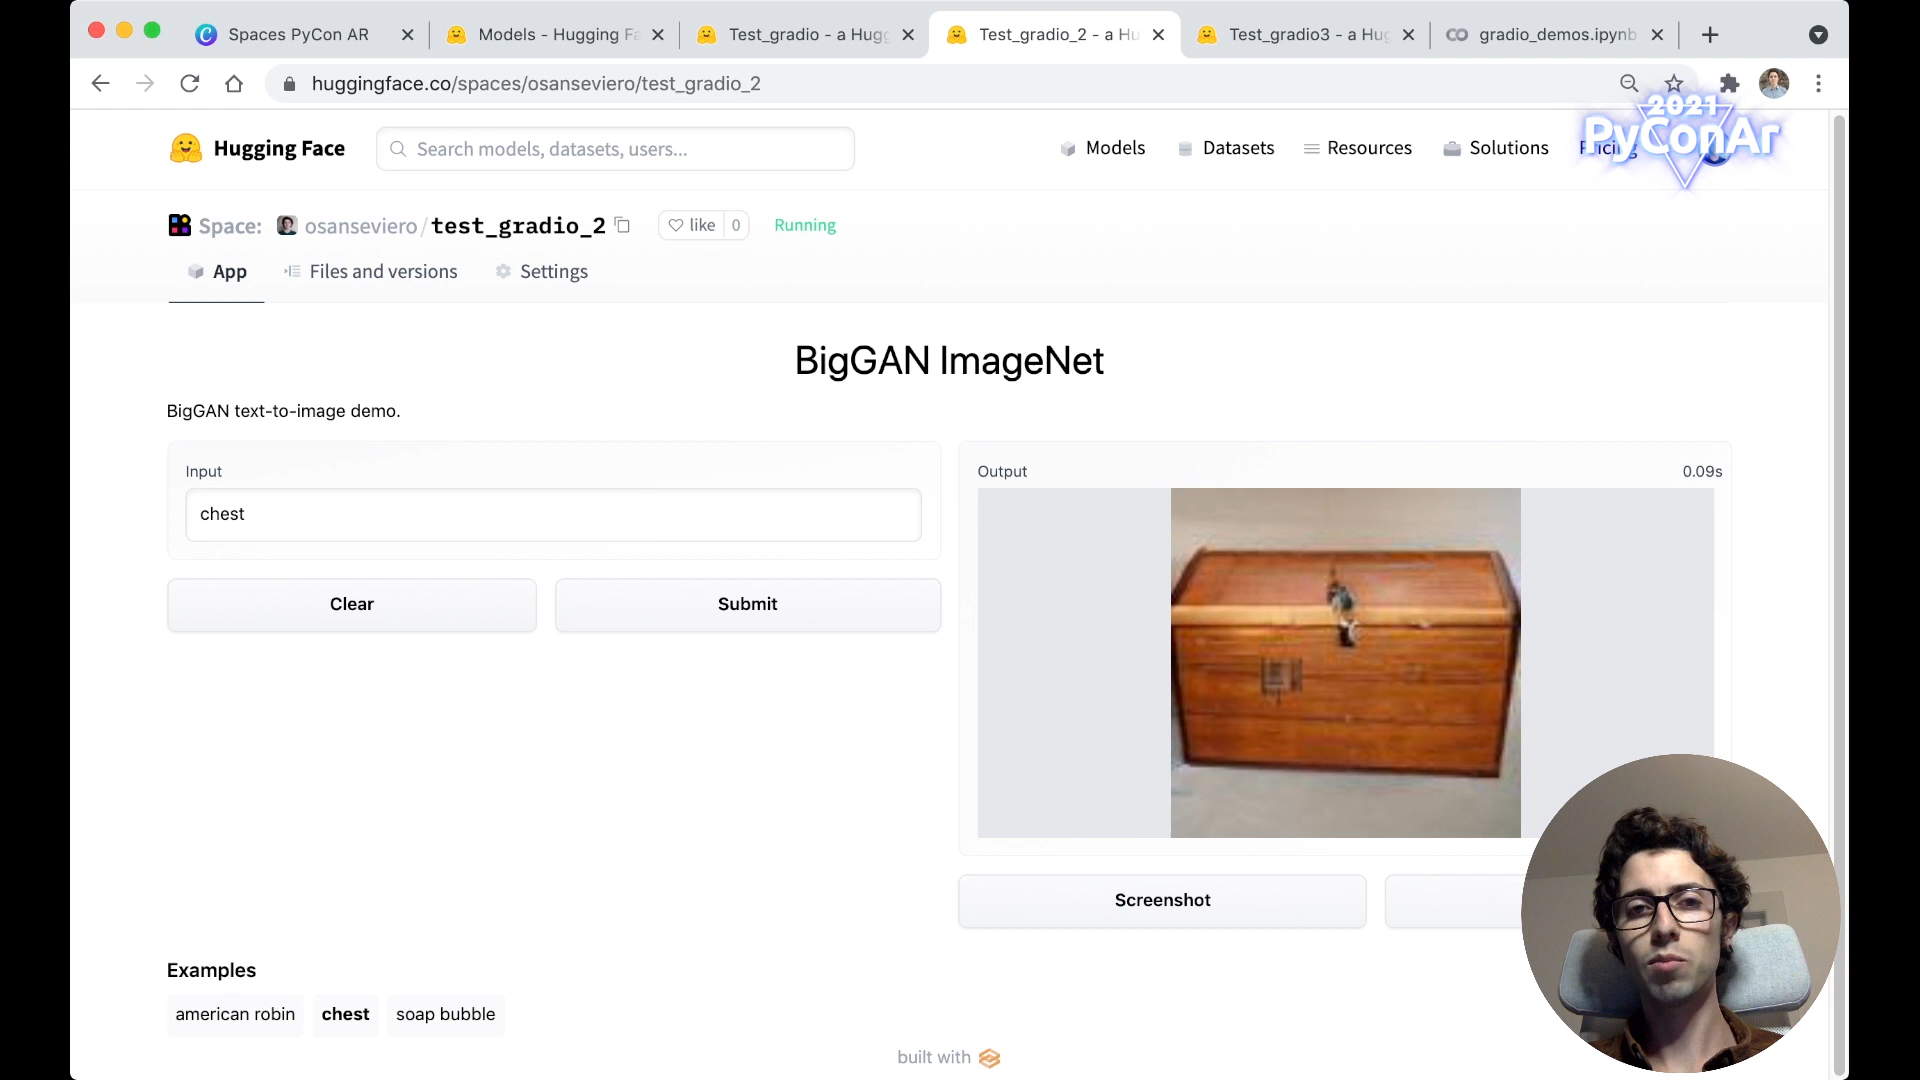 Spaces PyCon AR
Models - Hugging Fa
Test_gradio - a Hugg
Test_gradio_2 - a Hu
Test_gradio3 - a Hug
gradio_demos.ipynb
huggingface.co/spaces/osanseviero/test_gradio_2
Hugging Face
Search models, datasets, users...
Models
Datasets
Resources
Solutions
Pricing
2021
PyConAr
Space: osanseviero/test_gradio_2
like 0
Running
App
Files and versions
Settings
BigGAN ImageNet
BigGAN text-to-image demo.
Input
chest
Clear
Submit
Output
0.09s
Screenshot
Examples
american robin
chest
soap bubble
built with